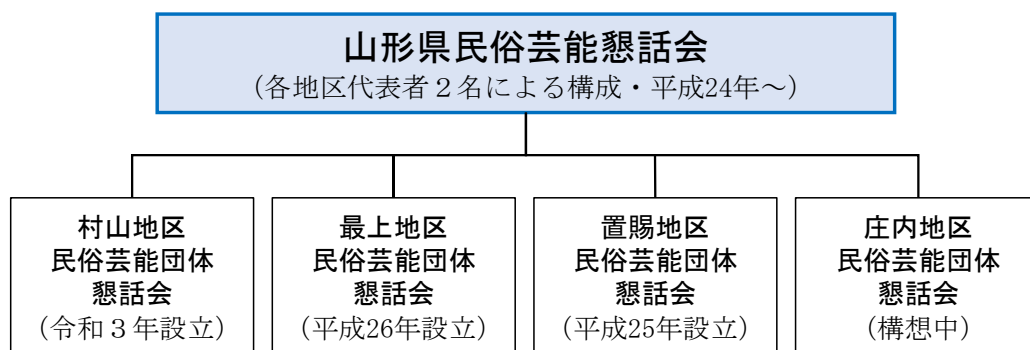 山形県民俗芸能懇話会
（各地区代表者２名による構成・平成24年～）
村山地区
民俗芸能団体
懇話会
（令和３年設立）
最上地区
民俗芸能団体
懇話会
（平成26年設立）
置賜地区
民俗芸能団体
懇話会
（平成25年設立）
庄内地区
民俗芸能団体
懇話会
（構想中）